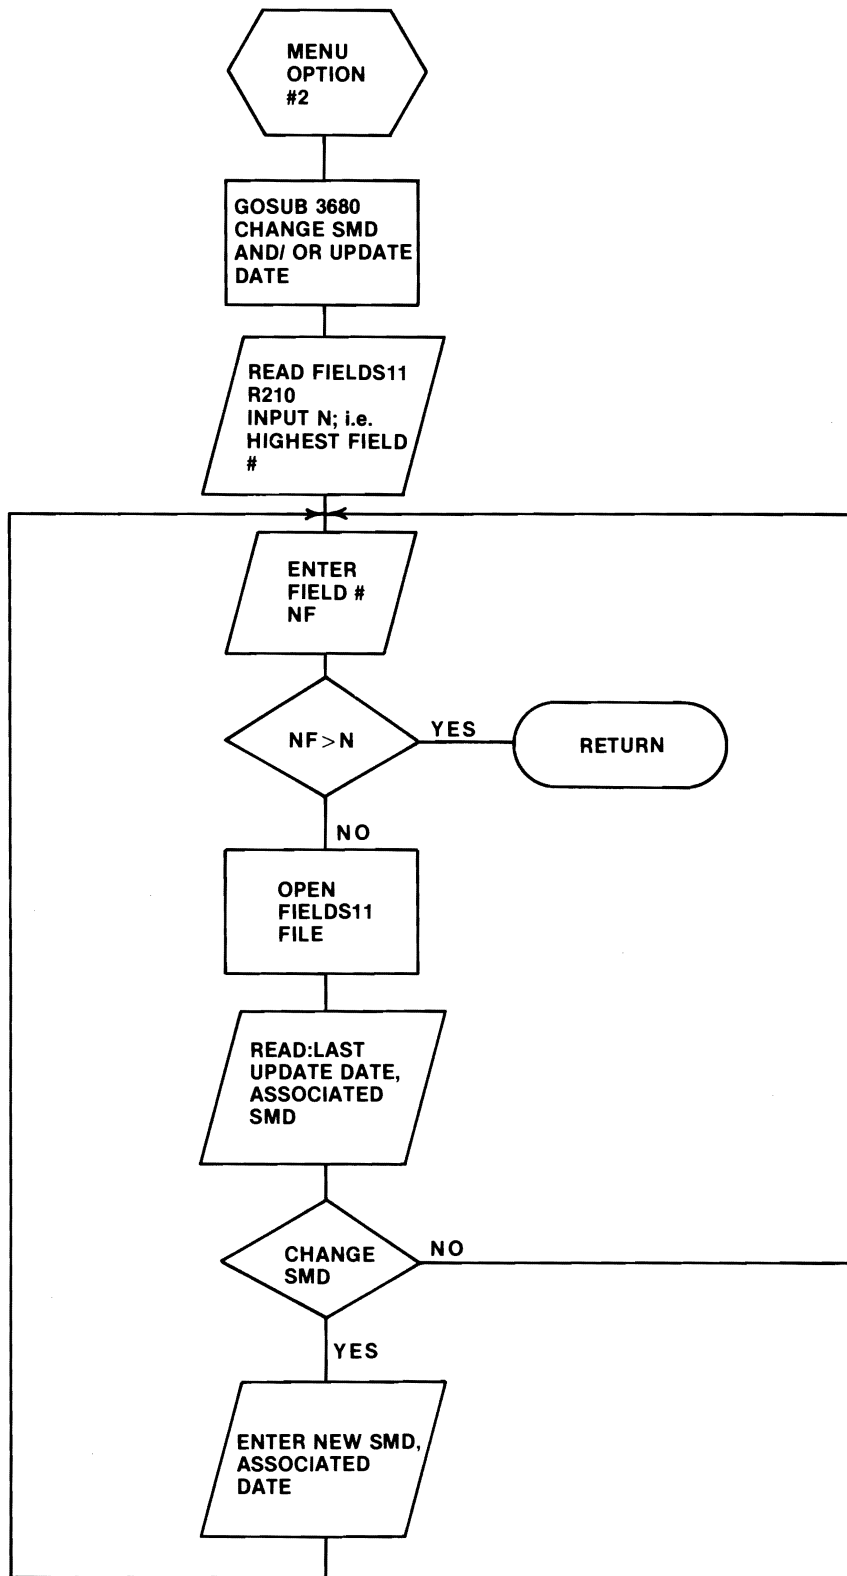 MENU
OPTION
#2
GOSUB 3680
CHANGE SMD
AND/ OR UPDATE
DATE
READ FIELDS11
R210
INPUT N; i.e.
HIGHEST FIELD
#
ENTER
FIELD #
NF
NF>N
YES
RETURN
NO
OPEN
FIELDS11
FILE
READ:LAST
UPDATE DATE,
ASSOCIATED
SMD
CHANGE
SMD
NO
YES
ENTER NEW SMD,
ASSOCIATED
DATE